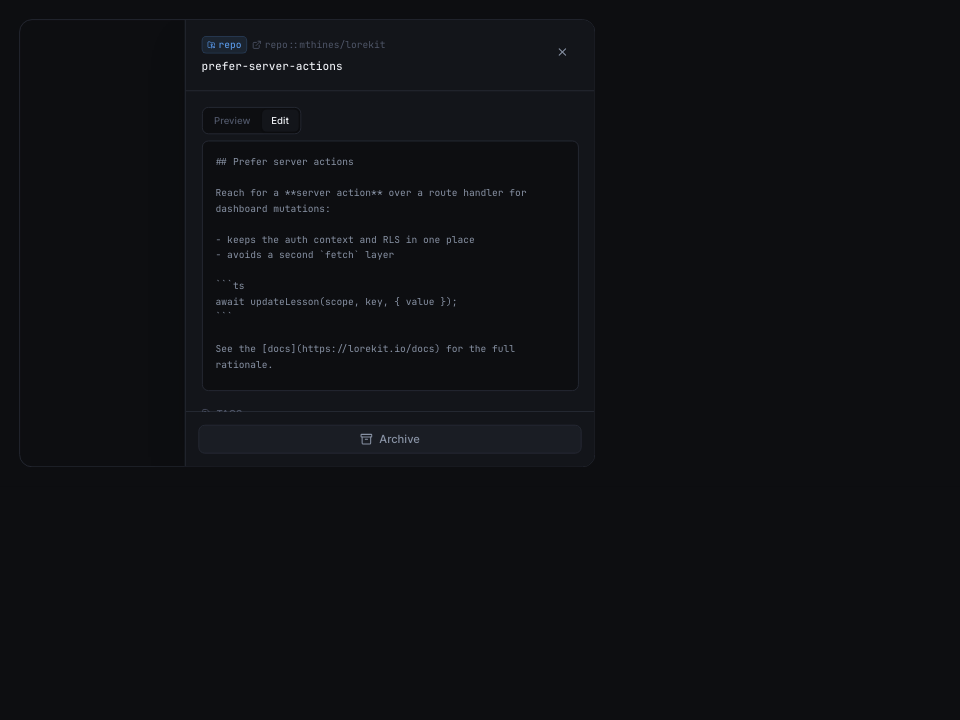 repo
repo::mthines/lorekit
prefer-server-actions
Preview
Edit
## Prefer server actions
Reach for a **server action** over a route handler for
dashboard mutations:
- keeps the auth context and RLS in one place
- avoids a second `fetch` layer
```ts
await updateLesson(scope, key, { value });
```
See the [docs](https://lorekit.io/docs) for the full
rationale.
Archive